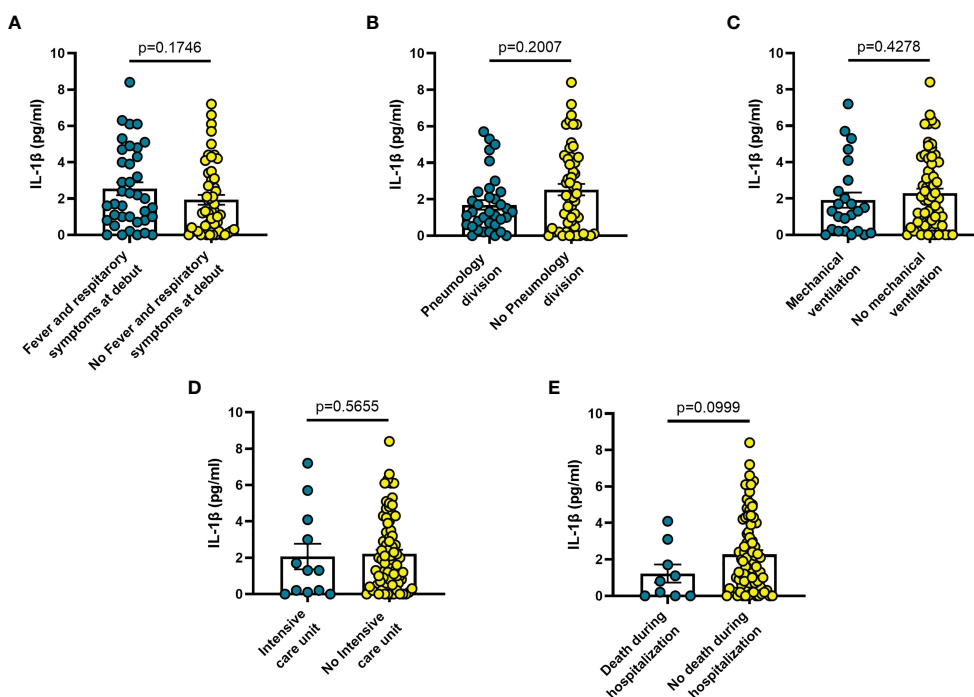 A
p=0.1746
IL-1β (pg/ml)
10
8
6
4
2
0
Fever and respitarory
symptoms at debut
No Fever and respiratory
symptoms at debut
B
p=0.2007
IL-1β (pg/ml)
10
8
6
4
2
0
Pneumology
division
No Pneumology
division
C
p=0.4278
IL-1β (pg/ml)
10
8
6
4
2
0
Mechanical
ventilation
No mechanical
ventilation
D
p=0.5655
IL-1β (pg/ml)
10
8
6
4
2
0
Intensive
care unit
No Intensive
care unit
E
p=0.0999
IL-1β (pg/ml)
10
8
6
4
2
0
Death during
hospitalization
No death during
hospitalization